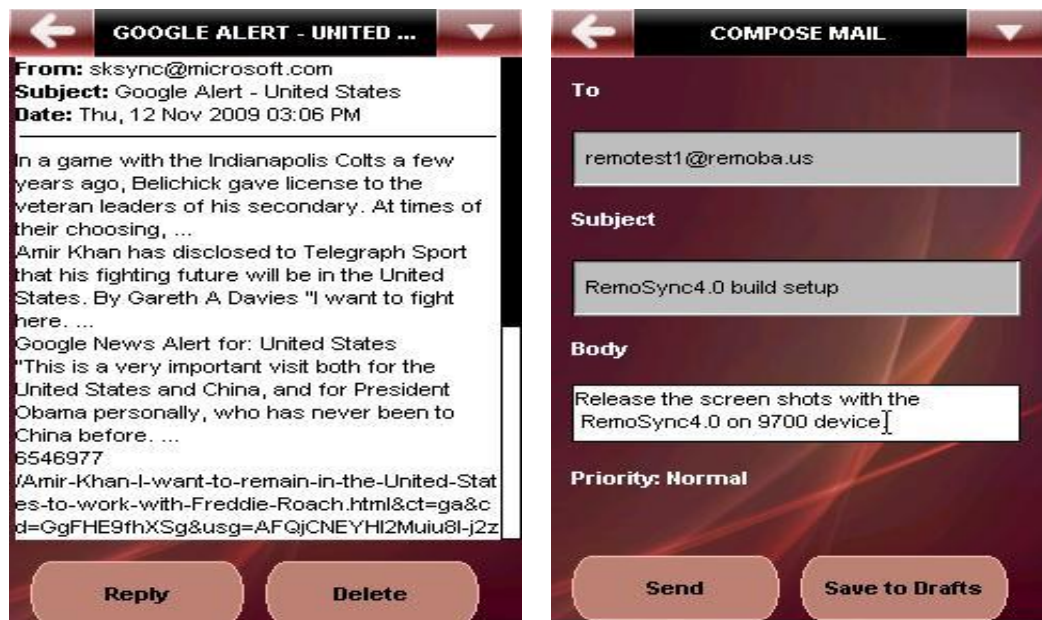 GOOGLE ALERT - UNITED ...
From: sksync@microsoft.com
Subject: Google Alert - United States
Date: Thu, 12 Nov 2009 03:06 PM
In a game with the Indianapolis Colts a few
years ago, Belichick gave license to the
veteran leaders of his secondary. At times of
their choosing, ...
Amir Khan has disclosed to Telegraph Sport
that his fighting future will be in the United
States. By Gareth A Davies "I want to fight
here. ...
Google News Alert for: United States
"This is a very important visit both for the
United States and China, and for President
Obama personally, who has never been to
China before. ...
6546977
/Amir-Khan-I-want-to-remain-in-the-United-Stat
es-to-work-with-Freddie-Roach.html&ct=ga&c
d=GgFHE9fhXSg&usg=AFQjCNEYHI2Muiu8l-j2z
Reply
Delete
COMPOSE MAIL
To
remotest1@remoba.us
Subject
RemoSync4.0 build setup
Body
Release the screen shots with the
RemoSync4.0 on 9700 device
Priority: Normal
Send
Save to Drafts